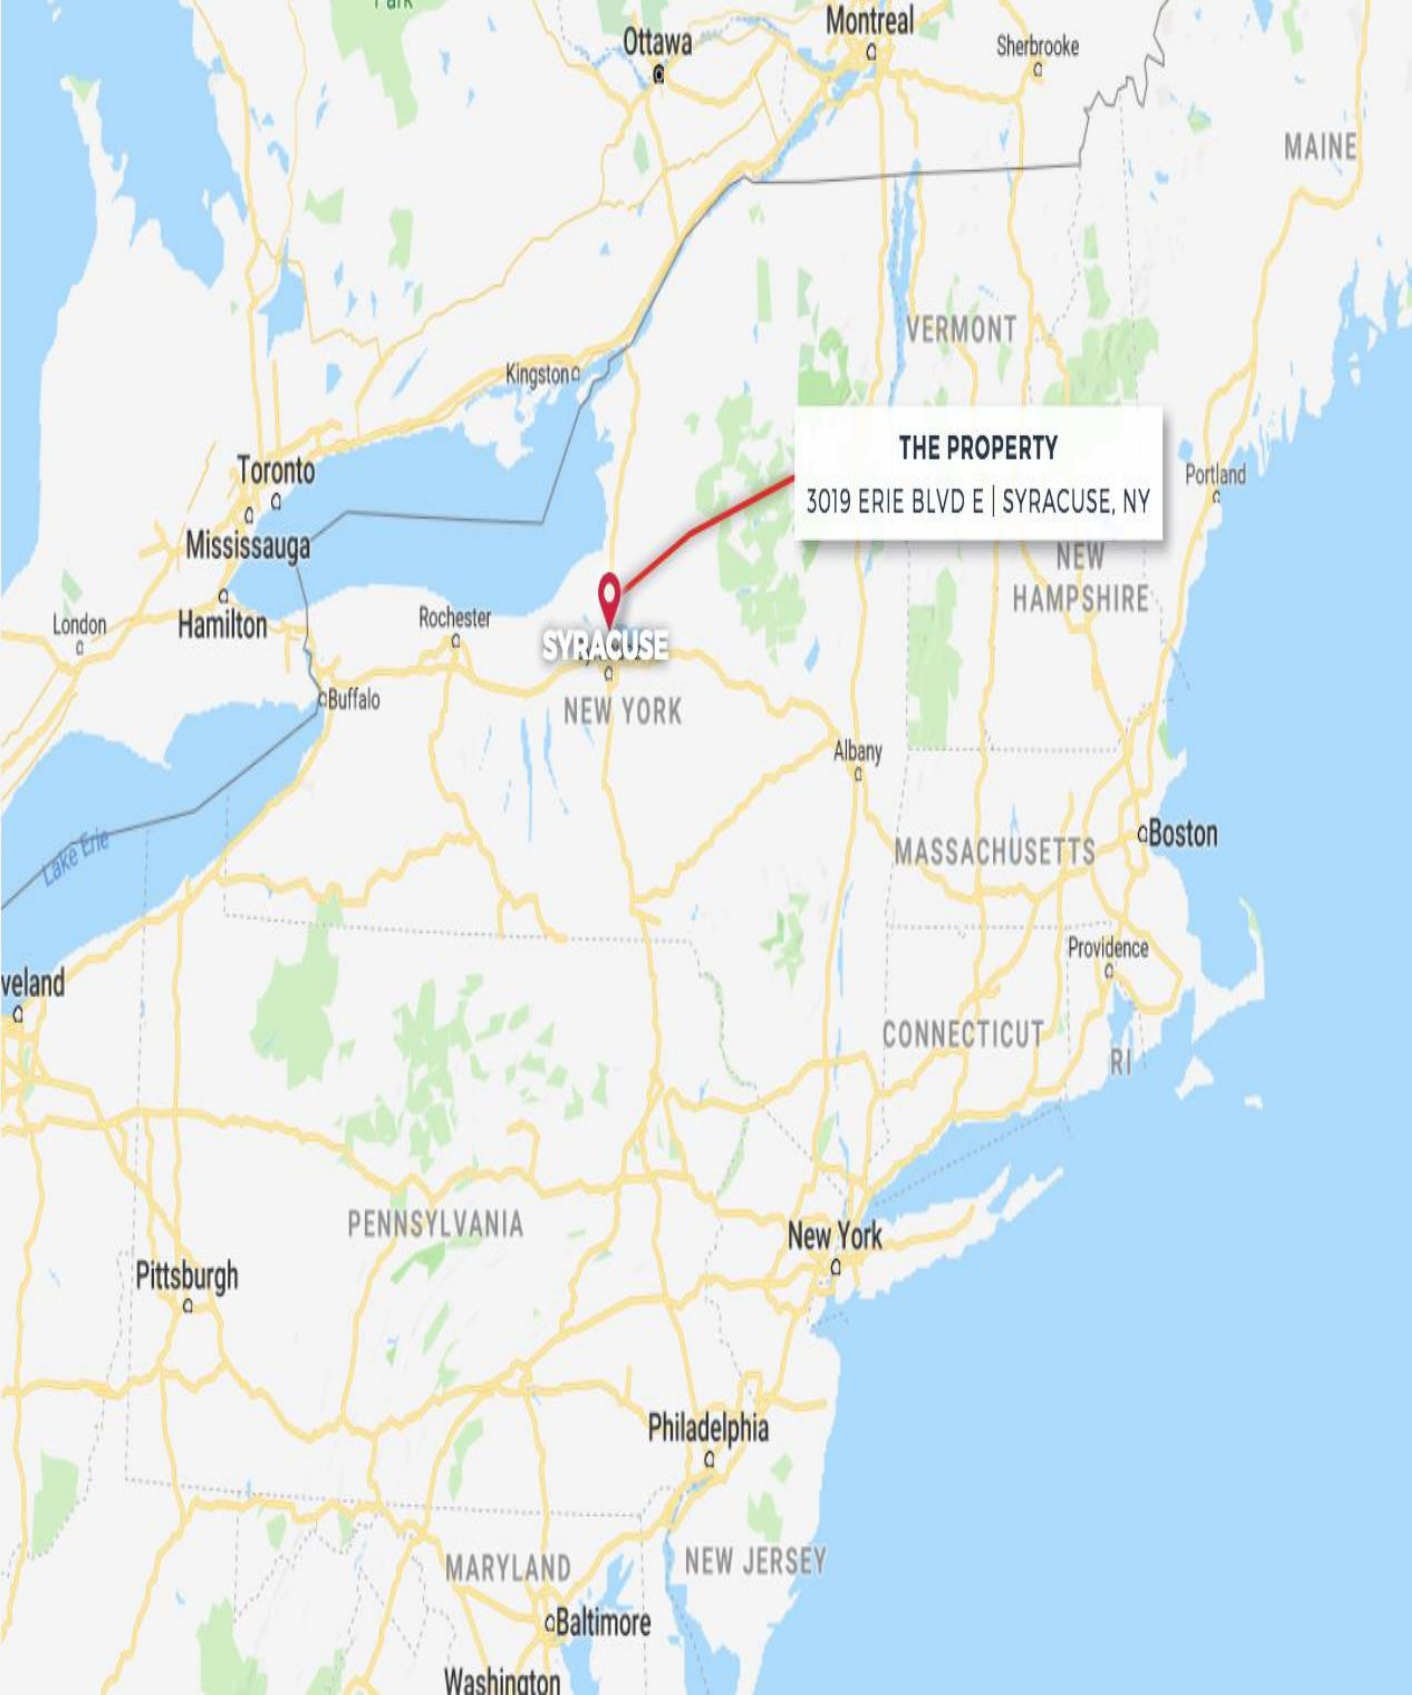 Park
Ottawa
Montreal
Sherbrooke
MAINE
VERMONT
Kingston
THE PROPERTY
3019 ERIE BLVD E | SYRACUSE, NY
Toronto
Portland
Mississauga
NEW
HAMPSHIRE
London
Hamilton
Rochester
SYRACUSE
Buffalo
NEW YORK
Albany
Lake Erie
MASSACHUSETTS
Boston
Providence
veland
CONNECTICUT
RI
PENNSYLVANIA
New York
Pittsburgh
Philadelphia
MARYLAND
NEW JERSEY
Baltimore
Washington